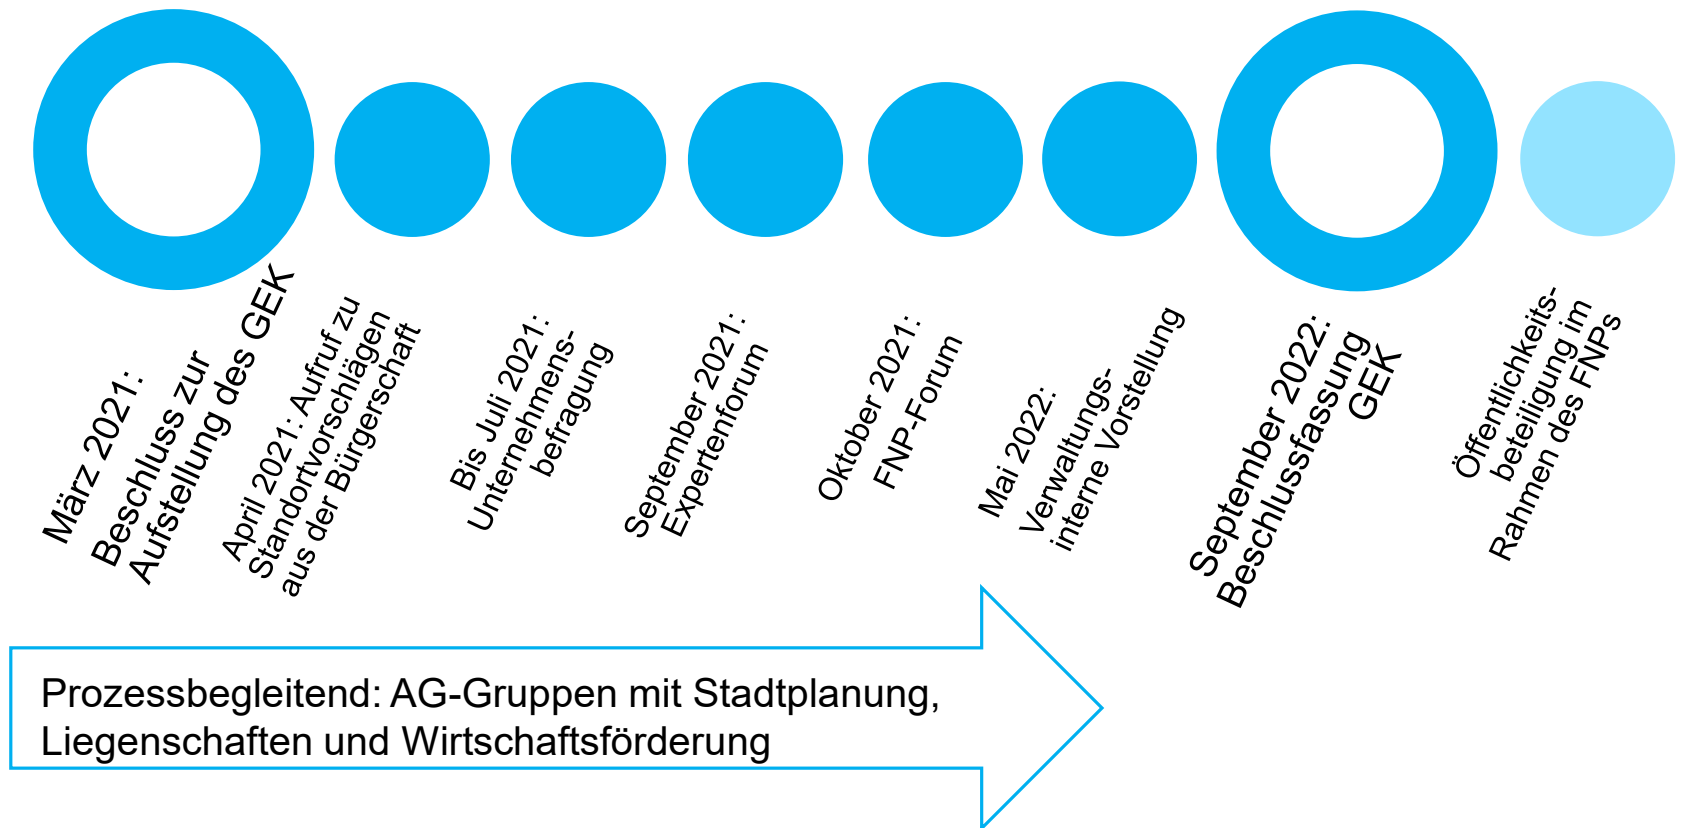 März 2021:
Beschluss zur
Aufstellung des GEK
April 2021: Aufruf zu
Standortvorschlägen
aus der Bürgerschaft
Bis Juli 2021:
Unternehmens-
befragung
September 2021:
Expertenforum
Oktober 2021:
FNP-Forum
Mai 2022:
Verwaltungs-
interne Vorstellung
September 2022:
Beschlussfassung
GEK
Öffentlichkeits-
beteiligung im
Rahmen des FNPs
Prozessbegleitend: AG-Gruppen mit Stadtplanung,
Liegenschaften und Wirtschaftsförderung